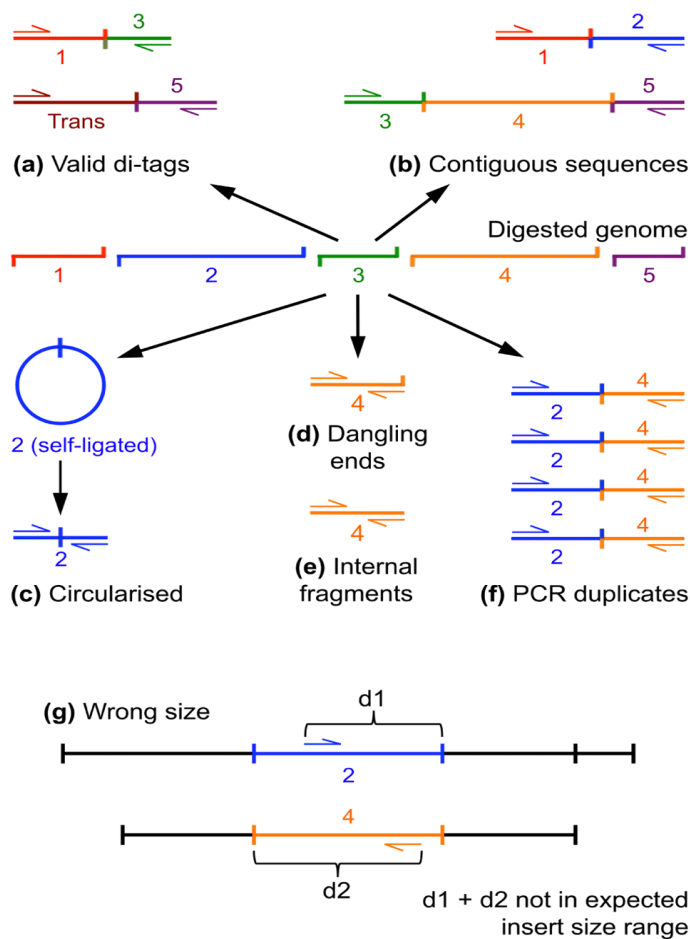 3
2
1
1
5
5
Trans
3
4
(a) Valid di-tags
(b) Contiguous sequences
Digested genome
1
2
3
4
5
2 (self-ligated)
2
(c) Circularised
4
(d) Dangling
ends
4
(e) Internal
fragments
4
2
4
2
4
2
4
2
(f) PCR duplicates
(g) Wrong size
d1
2
4
d2
d1 + d2 not in expected
insert size range